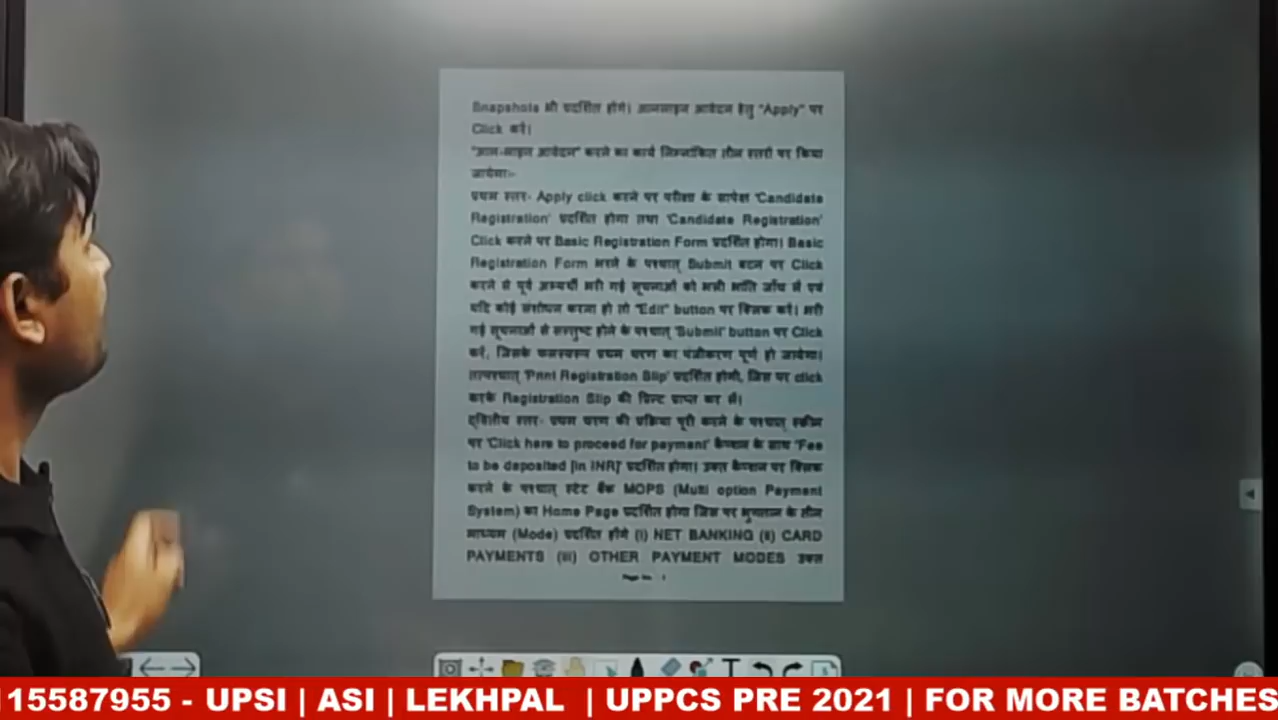 Snapshots भी प्रदर्शित होंगे। आनलाइन आवेदन हेतु "Apply" पर
Click करें।
"आन-लाइन आवेदन" करने का कार्य निम्नांकित तीन स्तरों पर किया
जायेगा:-
प्रथम स्तर- Apply click करने पर परीक्षा के सापेक्ष 'Candidate
Registration' प्रदर्शित होगा तथा 'Candidate Registration'
Click करने पर Basic Registration Form प्रदर्शित होगा। Basic
Registration Form भरने के पश्चात् Submit बटन पर Click
करने से पूर्व अभ्यर्थी भरी गई सूचनाओं को भली भांति जाँच लें एवं
यदि कोई संशोधन करना हो तो "Edit" button पर क्लिक करें। भरी
गई सूचनाओं से सन्तुष्ट होने के पश्चात् 'Submit' button पर Click
करें, जिसके फलस्वरूप प्रथम चरण का पंजीकरण पूर्ण हो जायेगा।
तत्पश्चात् 'Print Registration Slip' प्रदर्शित होगी, जिस पर click
करके Registration Slip की प्रिन्ट प्राप्त कर लें।
द्वितीय स्तर- प्रथम चरण की प्रक्रिया पूरी करने के पश्चात् स्क्रीन
पर 'Click here to proceed for payment' कैप्शन के साथ 'Fee
to be deposited [in INR]' प्रदर्शित होगा। उक्त कैप्शन पर क्लिक
करने के पश्चात् स्टेट बैंक MOPS (Multi option Payment
System) का Home Page प्रदर्शित होगा जिस पर भुगतान के तीन
माध्यम (Mode) प्रदर्शित होंगे (i) NET BANKING (ii) CARD
PAYMENTS (iii) OTHER PAYMENT MODES उक्त
Page No. 1
15587955 - UPSI | ASI | LEKHPAL | UPPCS PRE 2021 | FOR MORE BATCHES